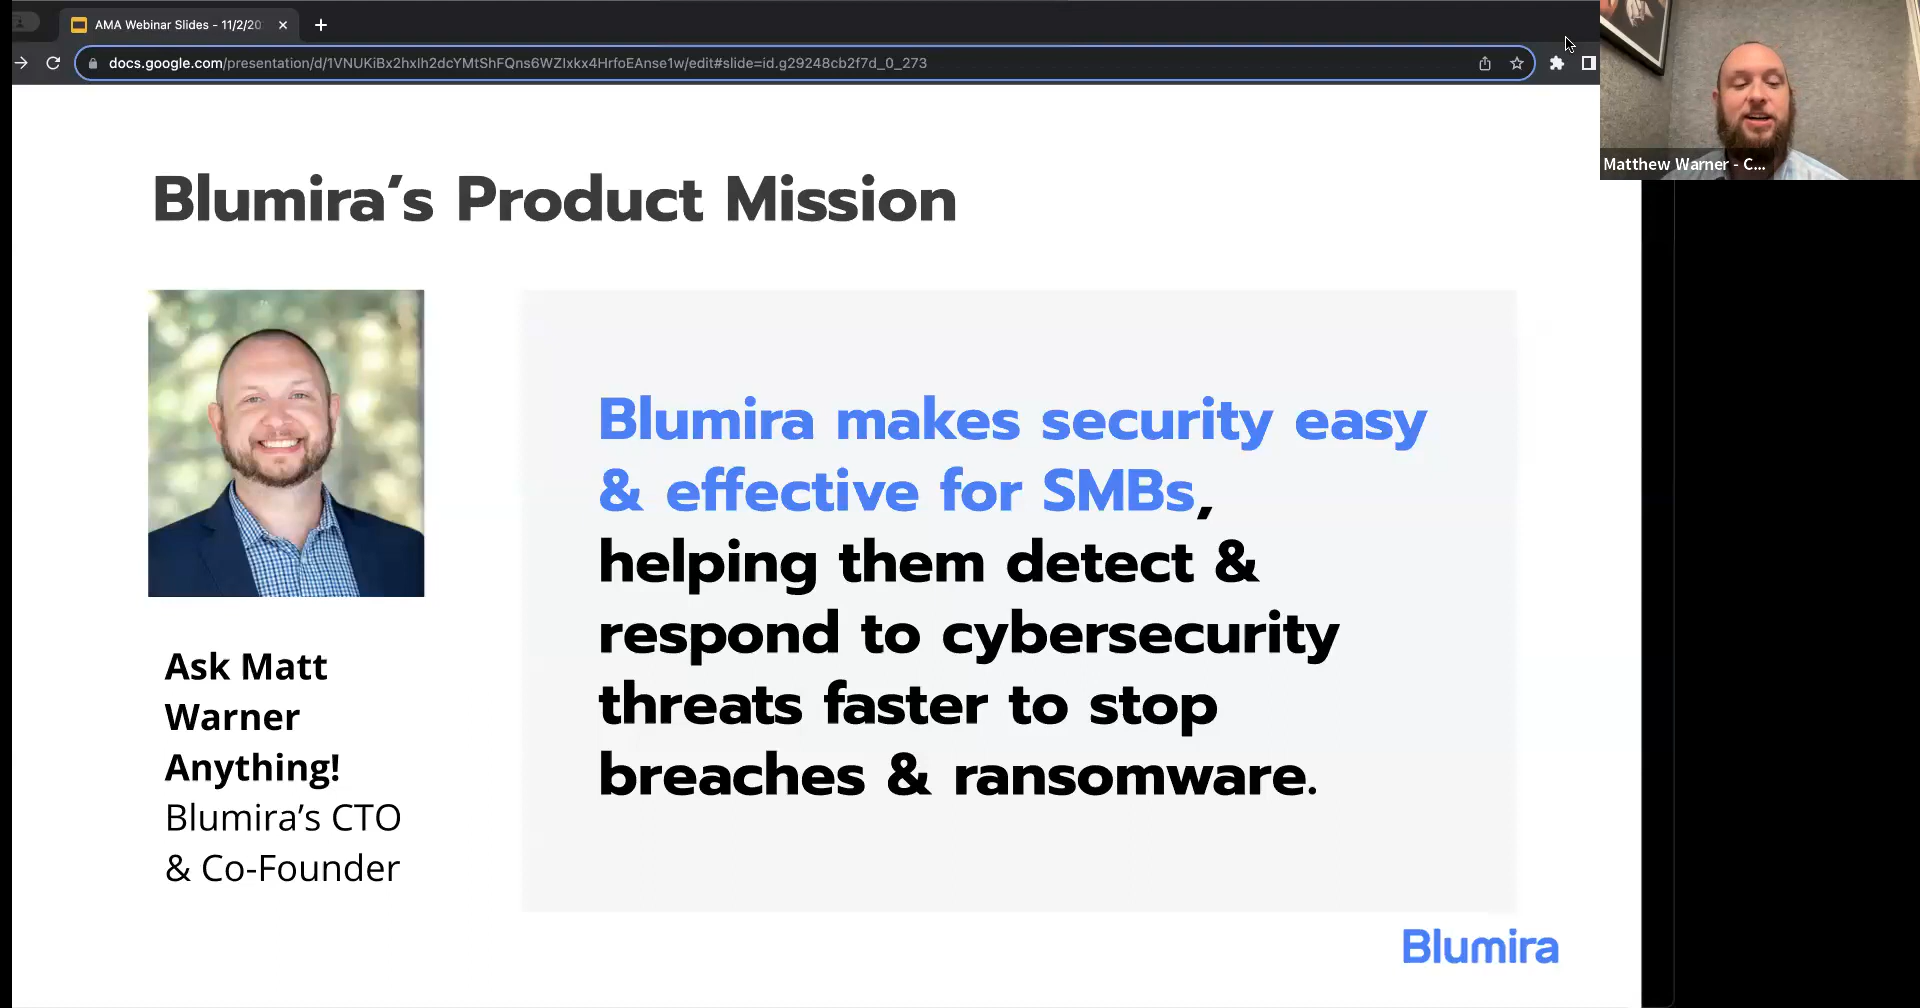 AMA Webinar Slides - 11/2/20
docs.google.com/presentation/d/1VNUKiBx2hxIh2dcYMtShFQns6WZIxkx4HrfoEAnse1w/edit#slide=id.g29248cb2f7d_0_273
Matthew Warner - C...
Blumira’s Product Mission
Ask Matt
Warner
Anything!
Blumira’s CTO
& Co-Founder
Blumira makes security easy
& effective for SMBs,
helping them detect &
respond to cybersecurity
threats faster to stop
breaches & ransomware.
Blumira